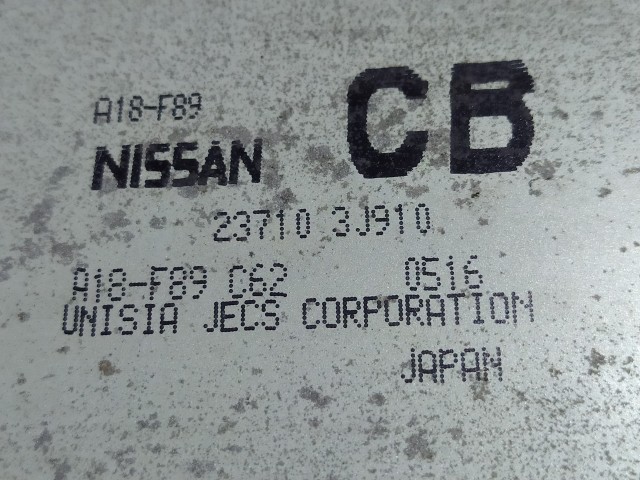 A18-F89
CB
NISSAN
23710 3J910
A18-F89 C62 0516
UNISIA JECS CORPORATION
JAPAN